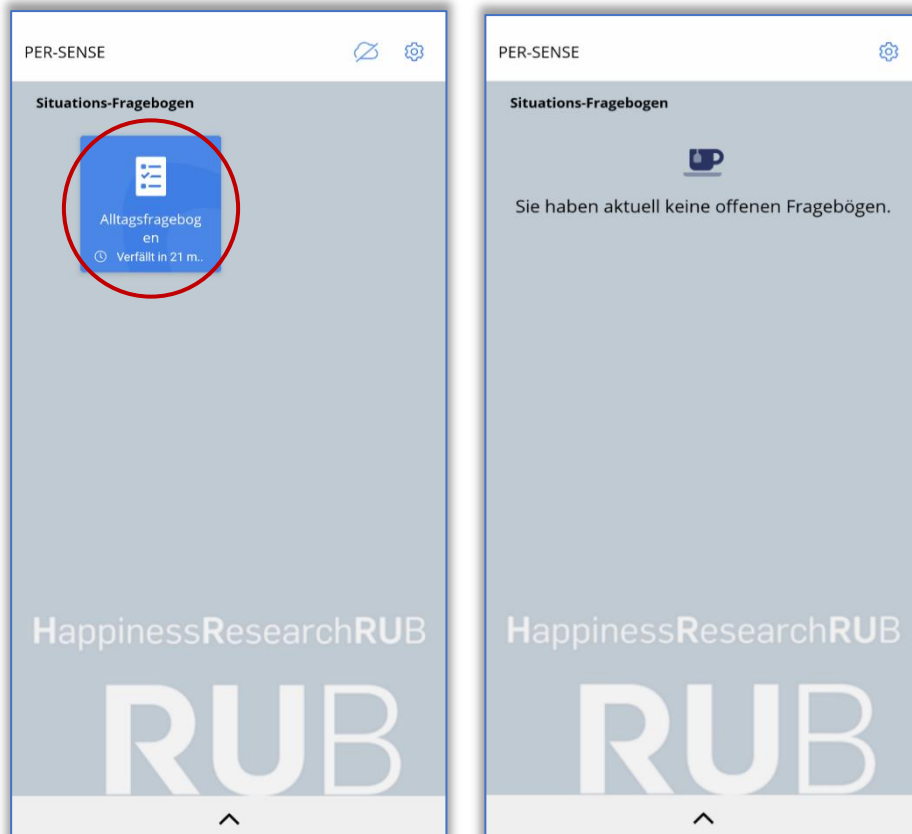 PER-SENSE
Situations-Fragebogen
Alltagsfragebog
en
Verfällt in 21 m..
HappinessResearchRUB
RUB
PER-SENSE
Situations-Fragebogen
Sie haben aktuell keine offenen Fragebögen.
HappinessResearchRUB
RUB